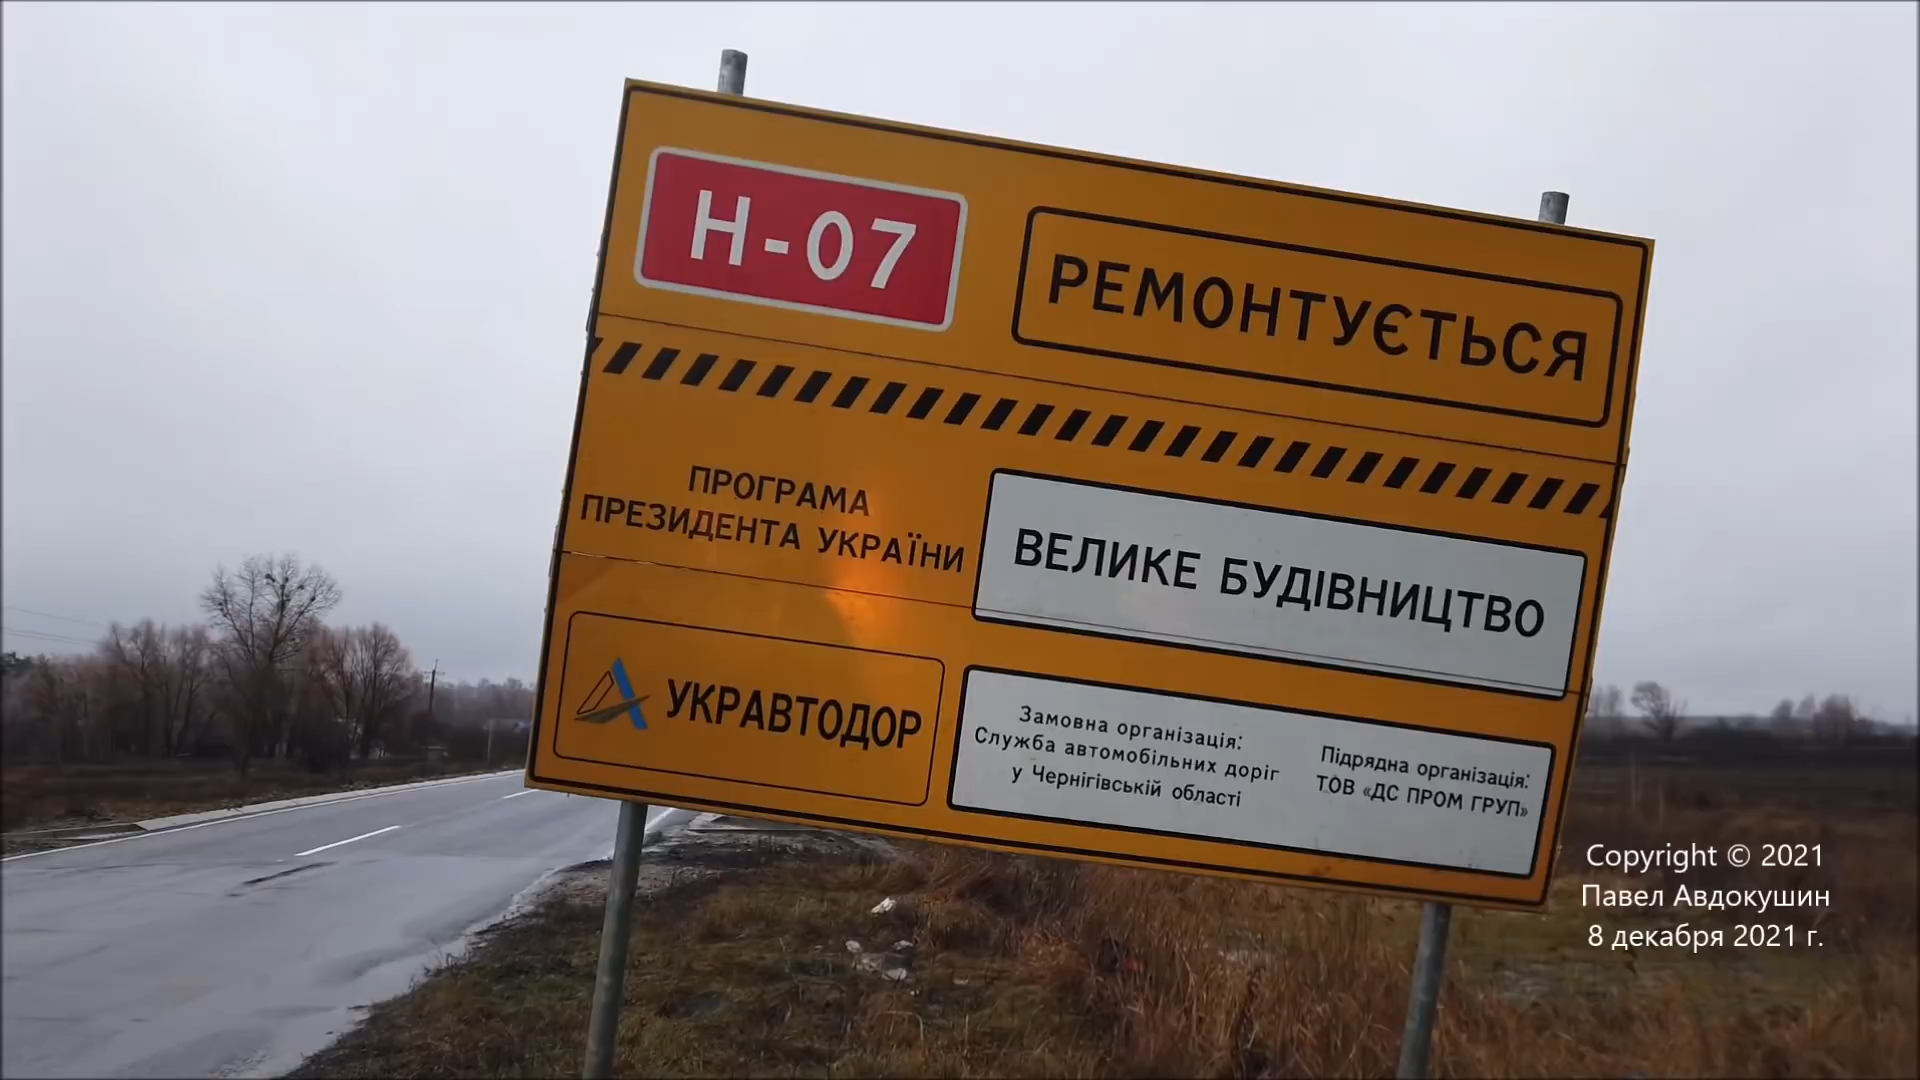 Н-07
РЕМОНТУЄТЬСЯ
ПРОГРАМА
ПРЕЗИДЕНТА УКРАЇНИ
ВЕЛИКЕ БУДІВНИЦТВО
УКРАВТОДОР
Замовна організація:
Служба автомобільних доріг
у Чернігівській області
Підрядна організація:
ТОВ «ДС ПРОМ ГРУП»
Copyright © 2021
Павел Авдокушин
8 декабря 2021 г.